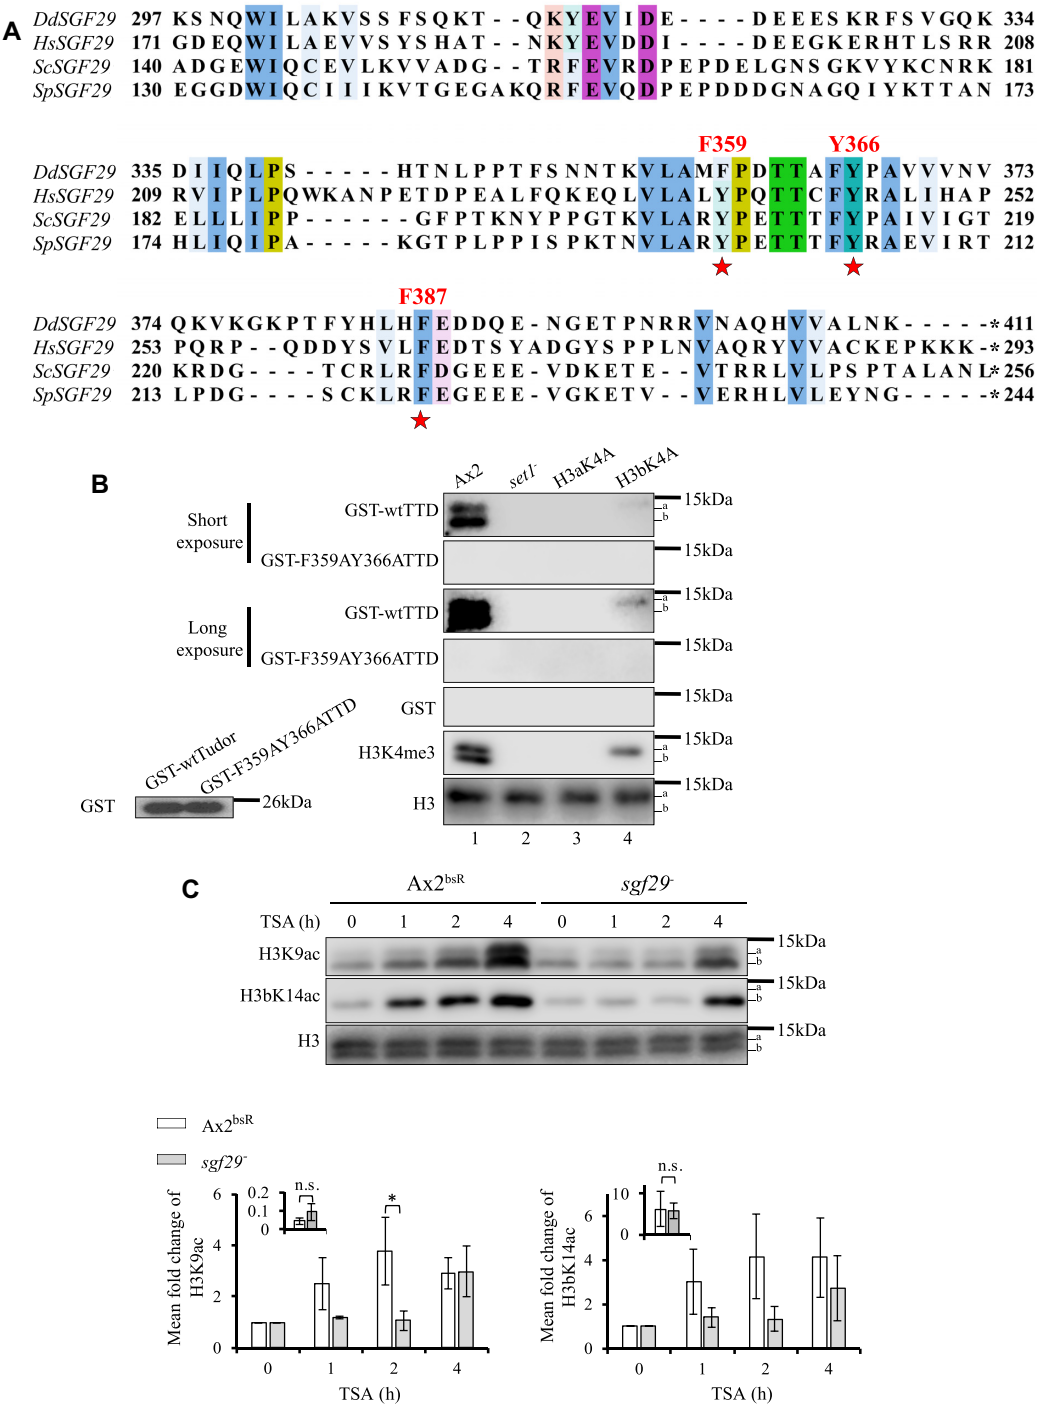 A
DdSGF29 297 KSNQWILAKVSSFSQKT--QKYEVIDE----DEEESKRFSVGQK 334
HsSGF29 171 GDEQWILAEVVSYSHAT--NKYEVDDI----DEEGKERHTLSRR 208
ScSGF29 140 ADGEWIQCEVLKVVADG--TRFEVRDPEPDELGNSGKVYKCNRK 181
SpSGF29 130 EGGDWIQCIIIKVTGEGAKQRFEVQDPEPDDDGNAGQIYKTTAN 173
F359 Y366
DdSGF29 335 DIIQLPS-----HTNLPPTFSNNTKVLAMFPDTTAFYPAVVVNV 373
HsSGF29 209 RVIPLPQWKANPETDPEALFQKEQLVLALYPQTTCFYRALIHAP 252
ScSGF29 182 ELLLIPP------GFPTKNYPPGTKVLARYPETTTFYPAIVIGT 219
SpSGF29 174 HLIQIPA-----KGTPLPPISPKTNVLARYPETTTFYRAEVIRT 212
F387
DdSGF29 374 QKVKGKPTFYHLHFEDDQE-NGETPNRRVNAQHVVALNK-----* 411
HsSGF29 253 PQRP--QDDYSVLFEDTSYADGYSPPLNVAQRYVVACKEPKKK-* 293
ScSGF29 220 KRDG----TCRLRFDGEEE-VDKETE--VTRRLVLPSPTALANL* 256
SpSGF29 213 LPDG----SCKLRFEGEEE-VGKETV--VERHLVLEYNG-----* 244
B
Ax2 set1- H3aK4A H3bK4A
Short exposure
GST-wtTTD 15kDa a b
GST-F359AY366ATTD 15kDa
Long exposure
GST-wtTTD 15kDa a b
GST-F359AY366ATTD 15kDa
GST 15kDa
H3K4me3 15kDa a b
H3 15kDa a b
1 2 3 4
GST-wtTudor GST-F359AY366ATTD
GST 26kDa
C
Ax2bsR sgf29-
TSA (h) 0 1 2 4 0 1 2 4
H3K9ac 15kDa a b
H3bK14ac 15kDa a b
H3 15kDa a b
Ax2bsR
sgf29-
Mean fold change of H3K9ac
6
4
2
0
0.2
0.1
0
n.s.
*
0 1 2 4
TSA (h)
Mean fold change of H3bK14ac
6
4
2
0
10
0
n.s.
0 1 2 4
TSA (h)